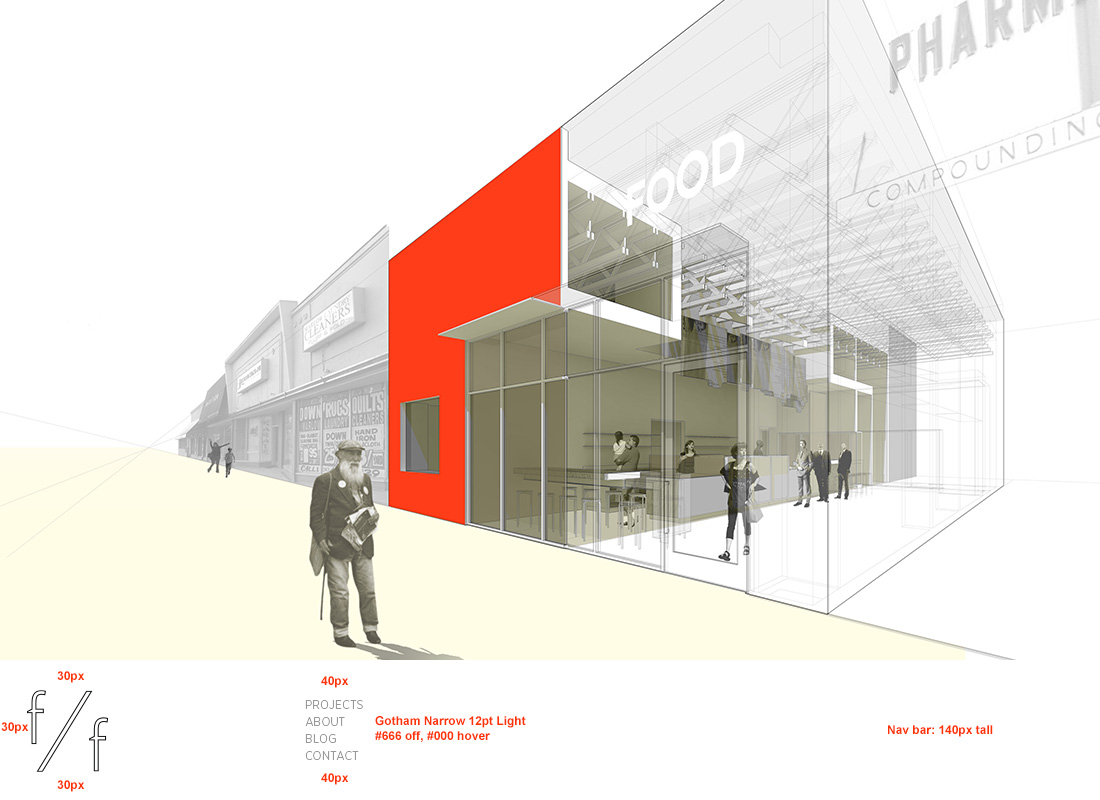 PHARM
COMPOUNDING
FOOD
CLEANERS
DOWN RUGS QUILTS
DOWN
HAND
IRON
30px
40px
30px
f/f
PROJECTS
ABOUT
BLOG
CONTACT
Gotham Narrow 12pt Light
#666 off, #000 hover
Nav bar: 140px tall
30px
40px